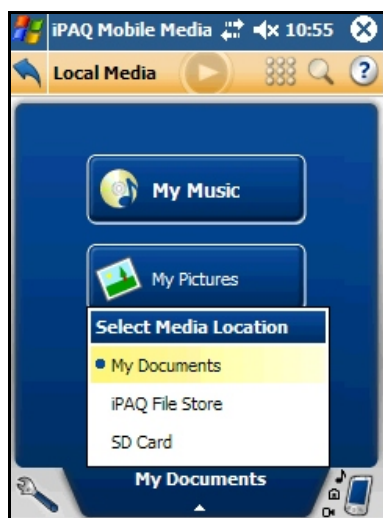 iPAQ Mobile Media 10:55
Local Media ?
My Music
My Pictures
Select Media Location
My Documents
iPAQ File Store
SD Card
My Documents